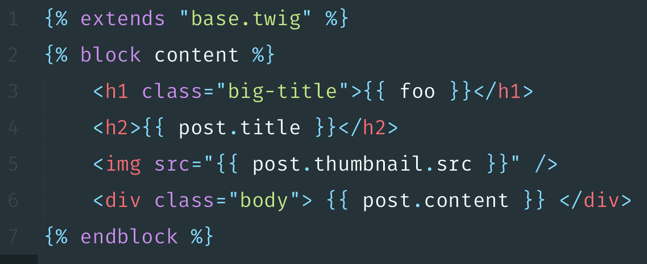 1 {% extends "base.twig" %}
2 {% block content %}
3 <h1 class="big-title">{{ foo }}</h1>
4 <h2>{{ post.title }}</h2>
5 <img src="{{ post.thumbnail.src }}" />
6 <div class="body"> {{ post.content }} </div>
7 {% endblock %}